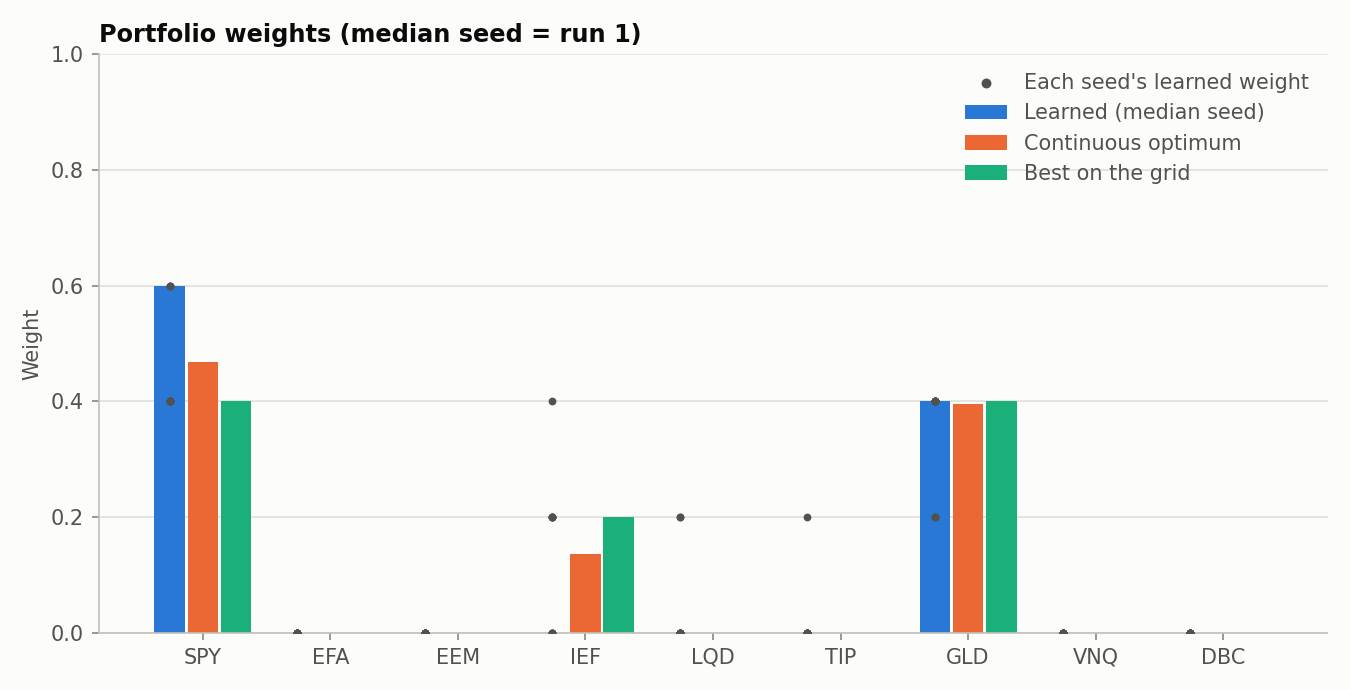 Portfolio weights (median seed = run 1)
Each seed's learned weight
Learned (median seed)
Continuous optimum
Best on the grid
Weight
1.0
0.8
0.6
0.4
0.2
0.0
SPY EFA EEM IEF LQD TIP GLD VNQ DBC